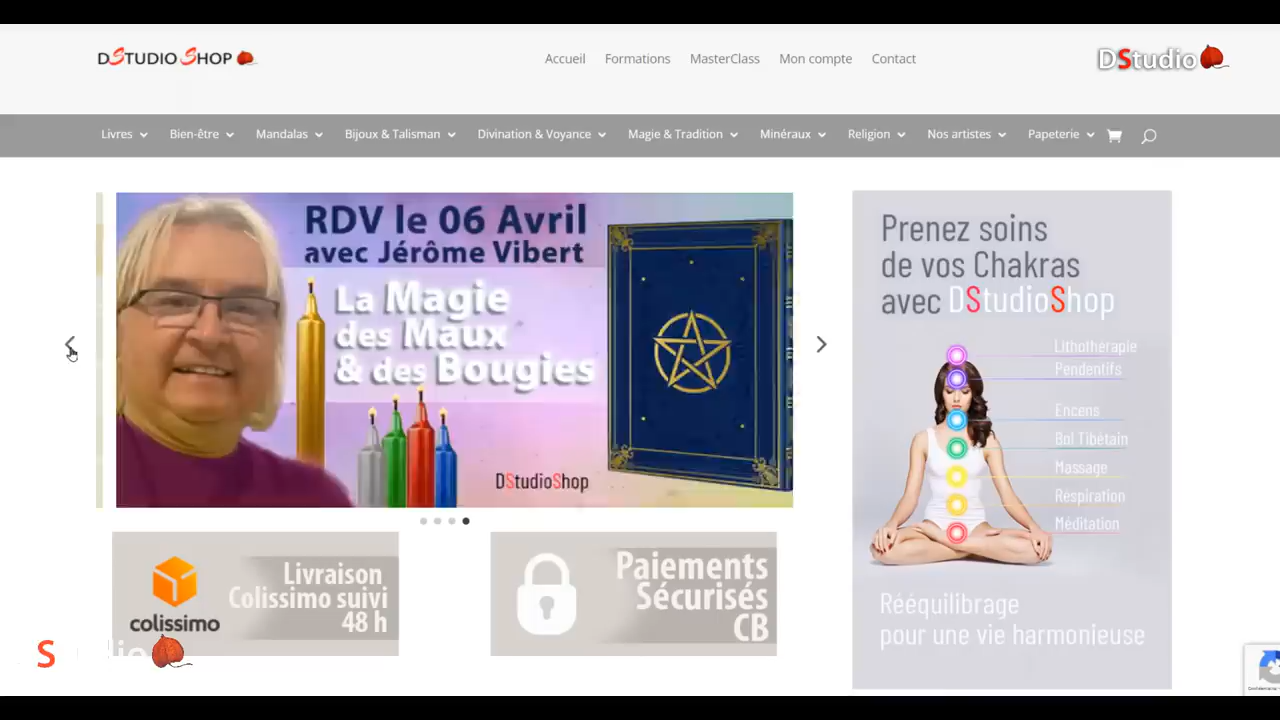 DSTUDIO SHOP
Accueil Formations MasterClass Mon compte Contact
DStudio
Livres Bien-être Mandalas Bijoux & Talisman Divination & Voyance Magie & Tradition Minéraux Religion Nos artistes Papeterie
RDV le 06 Avril
avec Jérôme Vibert
La Magie
des Maux
& des Bougies
DStudioShop
Prenez soins
de vos Chakras
avec DStudioShop
Lithotherapie
Pendentifs
Encens
Bol Tibétain
Massage
Respiration
Méditation
Rééquilibrage
pour une vie harmonieuse
Livraison
Colissimo suivi
48 h
colissimo
Paiements
Sécurisés
CB